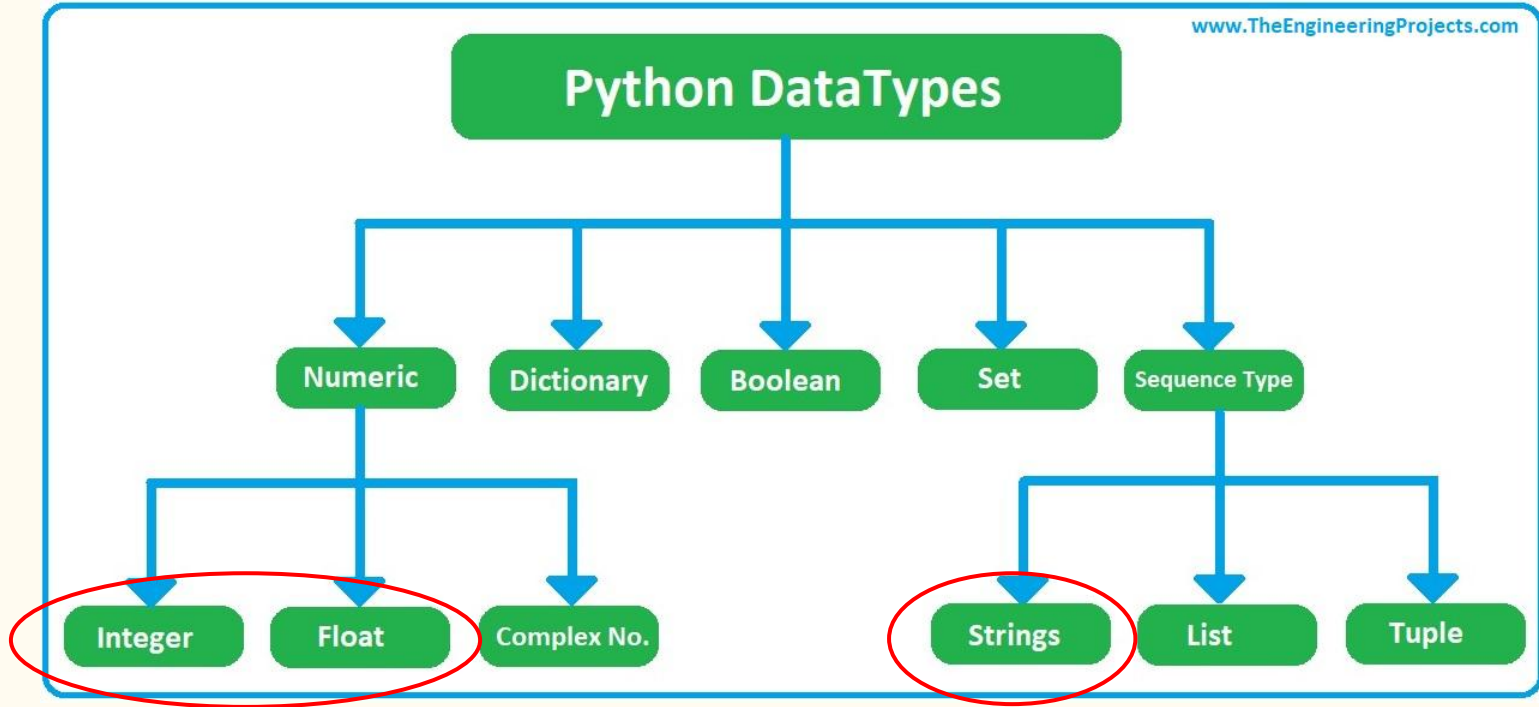 www.TheEngineeringProjects.com
Python DataTypes
Numeric
Dictionary
Boolean
Set
Sequence Type
Integer
Float
Complex No.
Strings
List
Tuple